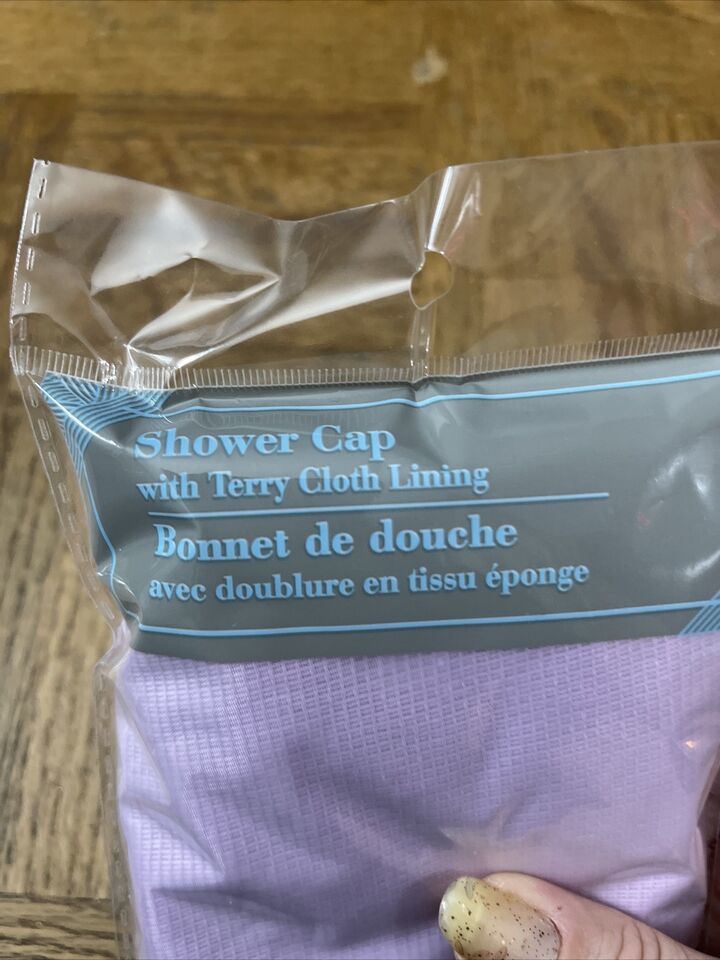 Shower Cap
with Terry Cloth Lining
Bonnet de douche
avec doublure en tissu éponge